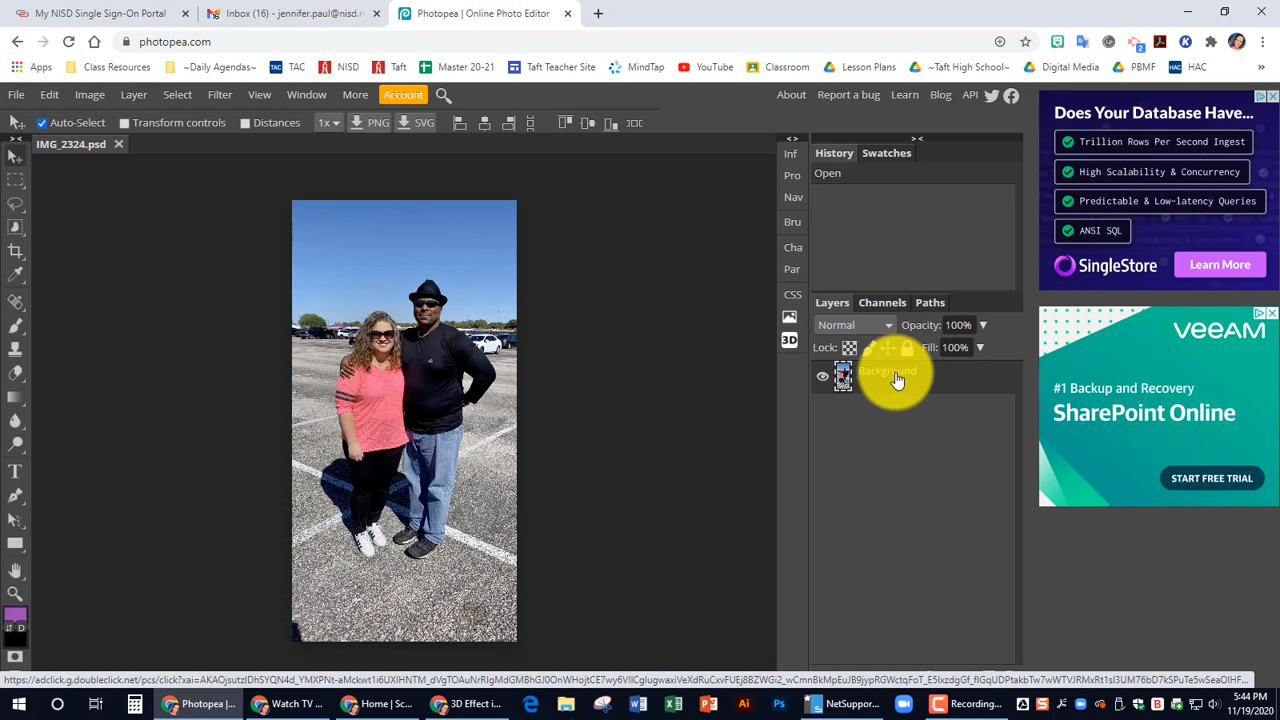 My NISD Single Sign-On Portal
Inbox (16) - jennifer.paul@nisd.n
Photopea | Online Photo Editor
photopea.com
Apps
Class Resources
~Daily Agendas~
TAC
NISD
Taft
Master 20-21
Taft Teacher Site
MindTap
YouTube
Classroom
Lesson Plans
~Taft High School~
Digital Media
PBMF
HAC
File Edit Image Layer Select Filter View Window More Account
About Report a bug Learn Blog API
Auto-Select Transform controls Distances 1x PNG SVG
IMG_2324.psd
Inf
Pro
Nav
Bru
Cha
Par
CSS
3D
History Swatches
Open
Layers Channels Paths
Normal Opacity: 100%
Lock: Fill: 100%
Background
Does Your Database Have...
Trillion Rows Per Second Ingest
High Scalability & Concurrency
Predictable & Low-latency Queries
ANSI SQL
SingleStore Learn More
VEEAM
#1 Backup and Recovery
SharePoint Online
START FREE TRIAL
Photopea |...
Watch TV ...
Home | Sc...
3D Effect i...
NetSuppor...
Recording...
5:44 PM
11/19/2020